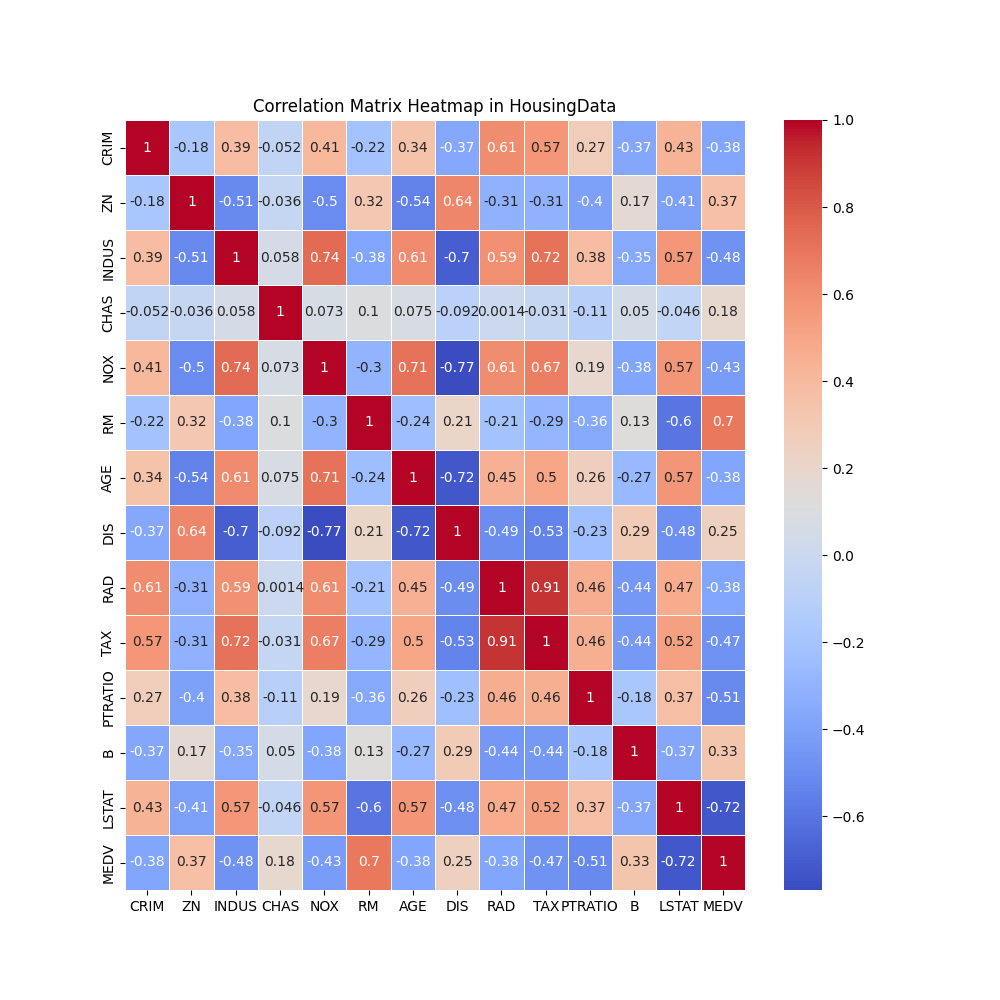 Correlation Matrix Heatmap in HousingData
CRIM 1 -0.18 0.39 -0.052 0.41 -0.22 0.34 -0.37 0.61 0.57 0.27 -0.37 0.43 -0.38
ZN -0.18 1 -0.51 -0.036 -0.5 0.32 -0.54 0.64 -0.31 -0.31 -0.4 0.17 -0.41 0.37
INDUS 0.39 -0.51 1 0.058 0.74 -0.38 0.61 -0.7 0.59 0.72 0.38 -0.35 0.57 -0.48
CHAS -0.052 -0.036 0.058 1 0.073 0.1 0.075 -0.092 0.0014 -0.031 -0.11 0.05 -0.046 0.18
NOX 0.41 -0.5 0.74 0.073 1 -0.3 0.71 -0.77 0.61 0.67 0.19 -0.38 0.57 -0.43
RM -0.22 0.32 -0.38 0.1 -0.3 1 -0.24 0.21 -0.21 -0.29 -0.36 0.13 -0.6 0.7
AGE 0.34 -0.54 0.61 0.075 0.71 -0.24 1 -0.72 0.45 0.5 0.26 -0.27 0.57 -0.38
DIS -0.37 0.64 -0.7 -0.092 -0.77 0.21 -0.72 1 -0.49 -0.53 -0.23 0.29 -0.48 0.25
RAD 0.61 -0.31 0.59 0.0014 0.61 -0.21 0.45 -0.49 1 0.91 0.46 -0.44 0.47 -0.38
TAX 0.57 -0.31 0.72 -0.031 0.67 -0.29 0.5 -0.53 0.91 1 0.46 -0.44 0.52 -0.47
PTRATIO 0.27 -0.4 0.38 -0.11 0.19 -0.36 0.26 -0.23 0.46 0.46 1 -0.18 0.37 -0.51
B -0.37 0.17 -0.35 0.05 -0.38 0.13 -0.27 0.29 -0.44 -0.44 -0.18 1 -0.37 0.33
LSTAT 0.43 -0.41 0.57 -0.046 0.57 -0.6 0.57 -0.48 0.47 0.52 0.37 -0.37 1 -0.72
MEDV -0.38 0.37 -0.48 0.18 -0.43 0.7 -0.38 0.25 -0.38 -0.47 -0.51 0.33 -0.72 1
CRIM ZN INDUS CHAS NOX RM AGE DIS RAD TAX PTRATIO B LSTAT MEDV
1.0
0.8
0.6
0.4
0.2
0.0
−0.2
−0.4
−0.6